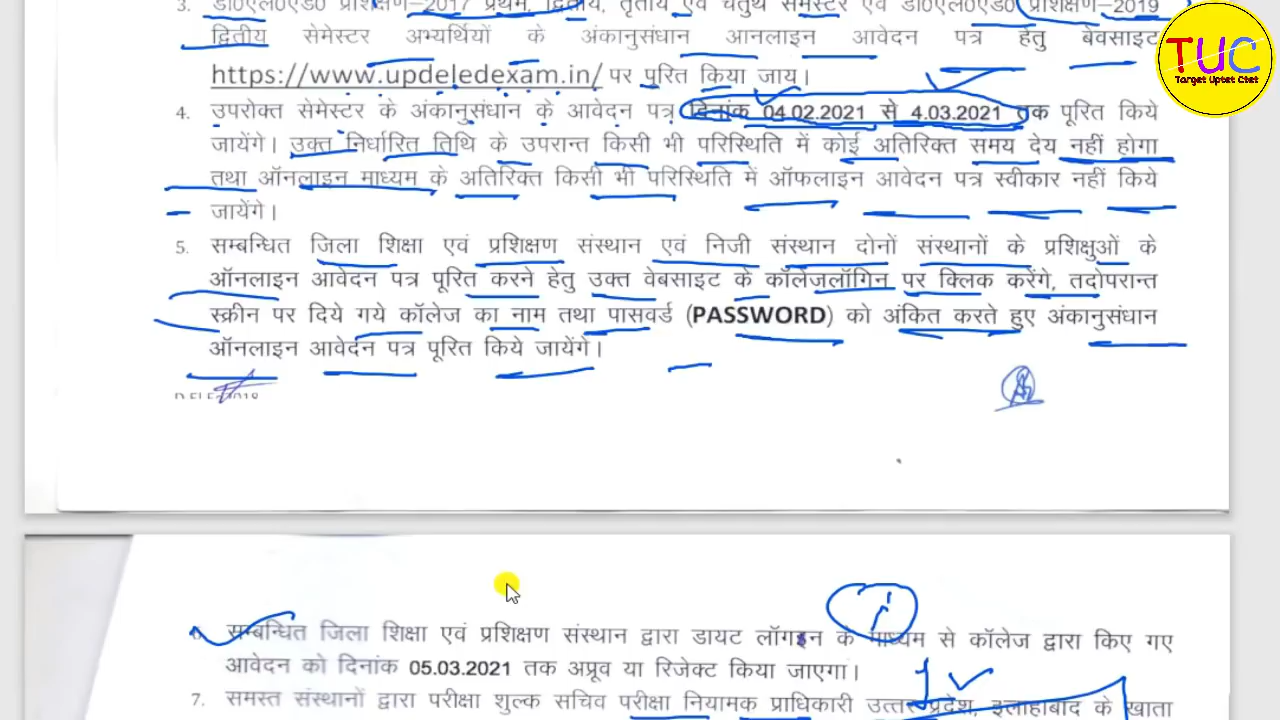 3. डी०एल०एड० प्रशिक्षण–2017 प्रथम, द्वितीय, तृतीय एवं चतुर्थ सेमस्टर एवं डी०एल०एड० प्रशिक्षण–2019
द्वितीय सेमेस्टर अभ्यर्थियों के अंकानुसंधान आनलाइन आवेदन पत्र हेतु बेवसाइट
https://www.updeledexam.in/ पर पूरित किया जाय।
4. उपरोक्त सेमेस्टर के अंकानुसंधान के आवेदन पत्र दिनांक 04.02.2021 से 4.03.2021 तक पूरित किये
जायेंगे। उक्त निर्धारित तिथि के उपरान्त किसी भी परिस्थिति में कोई अतिरिक्त समय देय नहीं होगा
तथा ऑनलाइन माध्यम के अतिरिक्त किसी भी परिस्थिति में ऑफलाइन आवेदन पत्र स्वीकार नहीं किये
जायेंगे।
5. सम्बन्धित जिला शिक्षा एवं प्रशिक्षण संस्थान एवं निजी संस्थान दोनों संस्थानों के प्रशिक्षुओं के
ऑनलाइन आवेदन पत्र पूरित करने हेतु उक्त वेबसाइट के कॉलेजलॉगिन पर क्लिक करेंगे, तदोपरान्त
स्क्रीन पर दिये गये कॉलेज का नाम तथा पासवर्ड (PASSWORD) को अंकित करते हुए अंकानुसंधान
ऑनलाइन आवेदन पत्र पूरित किये जायेंगे।
सम्बन्धित जिला शिक्षा एवं प्रशिक्षण संस्थान द्वारा डायट लॉगइन के माध्यम से कॉलेज द्वारा किए गए
आवेदन को दिनांक 05.03.2021 तक अप्रूव या रिजेक्ट किया जाएगा।
7. समस्त संस्थानों द्वारा परीक्षा शुल्क सचिव परीक्षा नियामक प्राधिकारी उत्तर प्रदेश, इलाहाबाद के खाता
TUC
Target Uptet Ctet